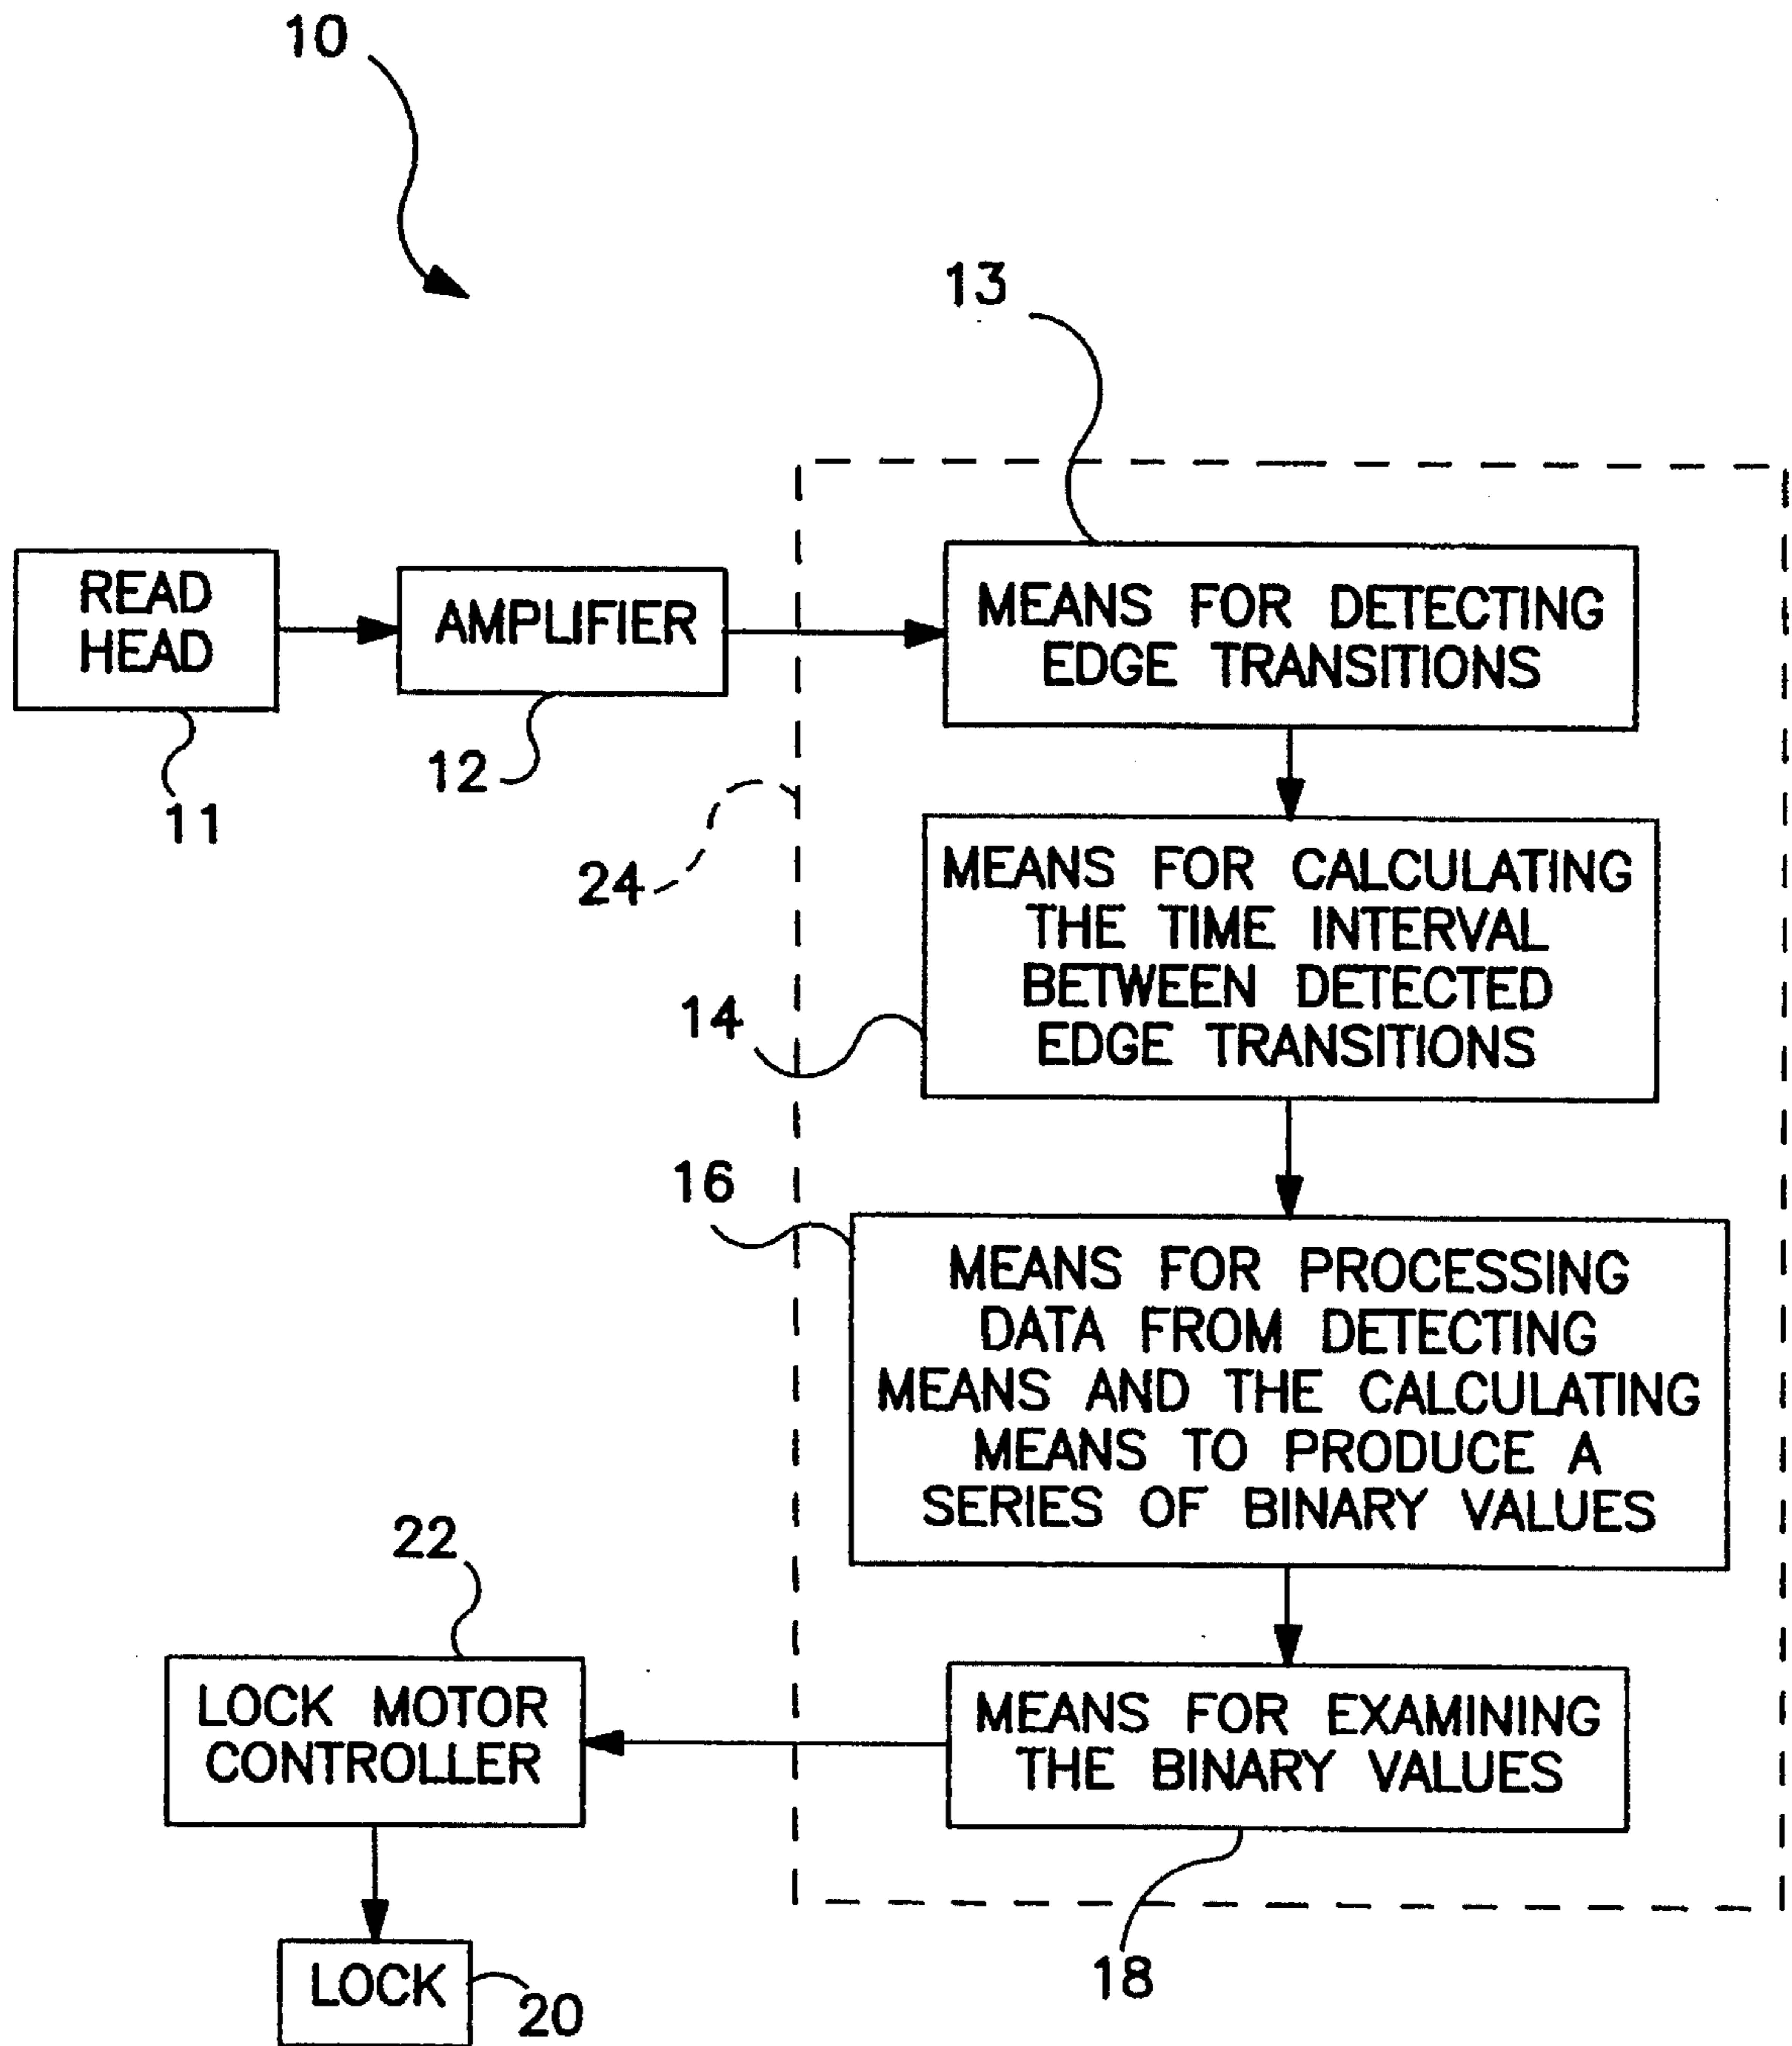 10
13
READ
HEAD
11
AMPLIFIER
12
24
MEANS FOR DETECTING
EDGE TRANSITIONS
MEANS FOR CALCULATING
THE TIME INTERVAL
BETWEEN DETECTED
EDGE TRANSITIONS
14
16
MEANS FOR PROCESSING
DATA FROM DETECTING
MEANS AND THE CALCULATING
MEANS TO PRODUCE A
SERIES OF BINARY VALUES
22
LOCK MOTOR
CONTROLLER
MEANS FOR EXAMINING
THE BINARY VALUES
18
LOCK
20